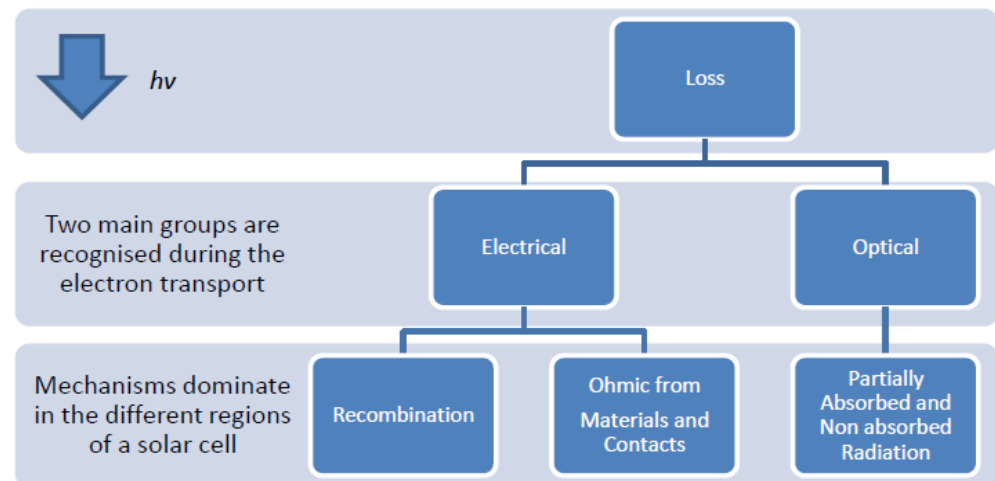 hv
Loss
Two main groups are
recognised during the
electron transport
Electrical
Optical
Mechanisms dominate
in the different regions
of a solar cell
Recombination
Ohmic from
Materials and
Contacts
Partially
Absorbed and
Non absorbed
Radiation